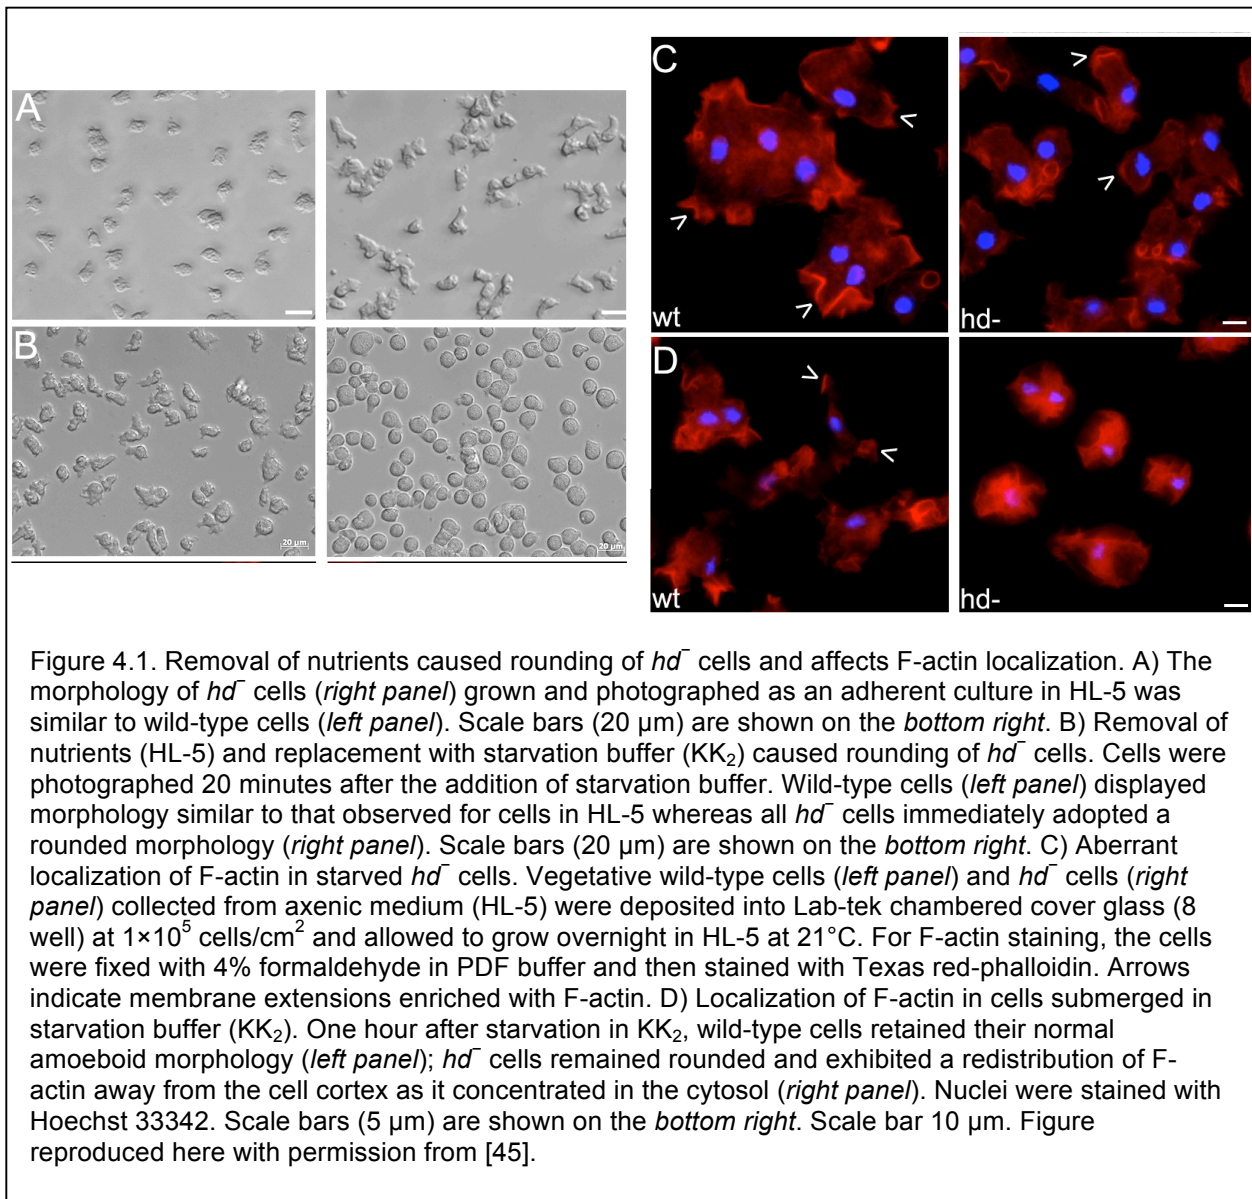 A
B
20 µm
20 µm
C
wt
hd-
D
wt
hd-
Figure 4.1. Removal of nutrients caused rounding of hd⁻ cells and affects F-actin localization. A) The
morphology of hd⁻ cells (right panel) grown and photographed as an adherent culture in HL-5 was
similar to wild-type cells (left panel). Scale bars (20 µm) are shown on the bottom right. B) Removal of
nutrients (HL-5) and replacement with starvation buffer (KK₂) caused rounding of hd⁻ cells. Cells were
photographed 20 minutes after the addition of starvation buffer. Wild-type cells (left panel) displayed
morphology similar to that observed for cells in HL-5 whereas all hd⁻ cells immediately adopted a
rounded morphology (right panel). Scale bars (20 µm) are shown on the bottom right. C) Aberrant
localization of F-actin in starved hd⁻ cells. Vegetative wild-type cells (left panel) and hd⁻ cells (right
panel) collected from axenic medium (HL-5) were deposited into Lab-tek chambered cover glass (8
well) at 1×10⁵ cells/cm² and allowed to grow overnight in HL-5 at 21°C. For F-actin staining, the cells
were fixed with 4% formaldehyde in PDF buffer and then stained with Texas red-phalloidin. Arrows
indicate membrane extensions enriched with F-actin. D) Localization of F-actin in cells submerged in
starvation buffer (KK₂). One hour after starvation in KK₂, wild-type cells retained their normal
amoeboid morphology (left panel); hd⁻ cells remained rounded and exhibited a redistribution of F-
actin away from the cell cortex as it concentrated in the cytosol (right panel). Nuclei were stained with
Hoechst 33342. Scale bars (5 µm) are shown on the bottom right. Scale bar 10 µm. Figure
reproduced here with permission from [45].